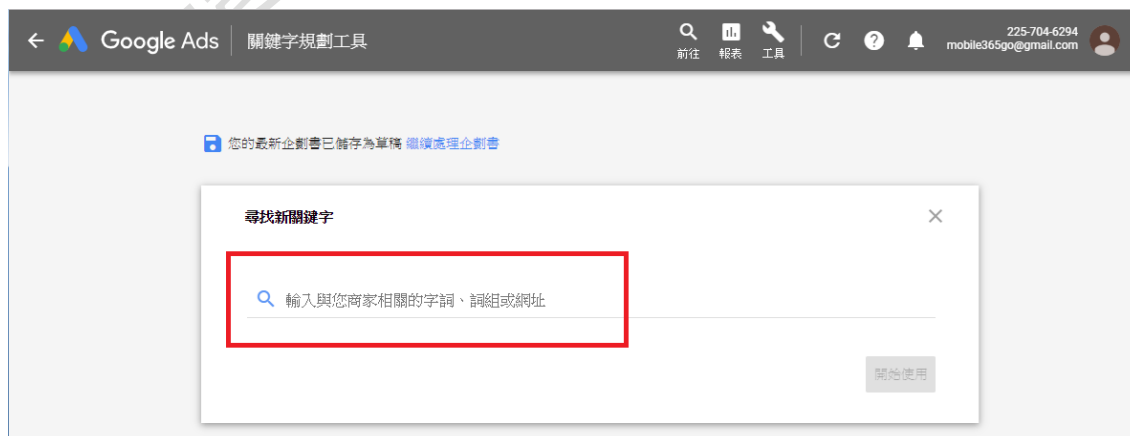 Google Ads 關鍵字規劃工具
前往 報表 工具
225-704-6294
mobile365go@gmail.com
您的最新企劃書已儲存為草稿 繼續處理企劃書
尋找新關鍵字
輸入與您商家相關的字詞、詞組或網址
開始使用